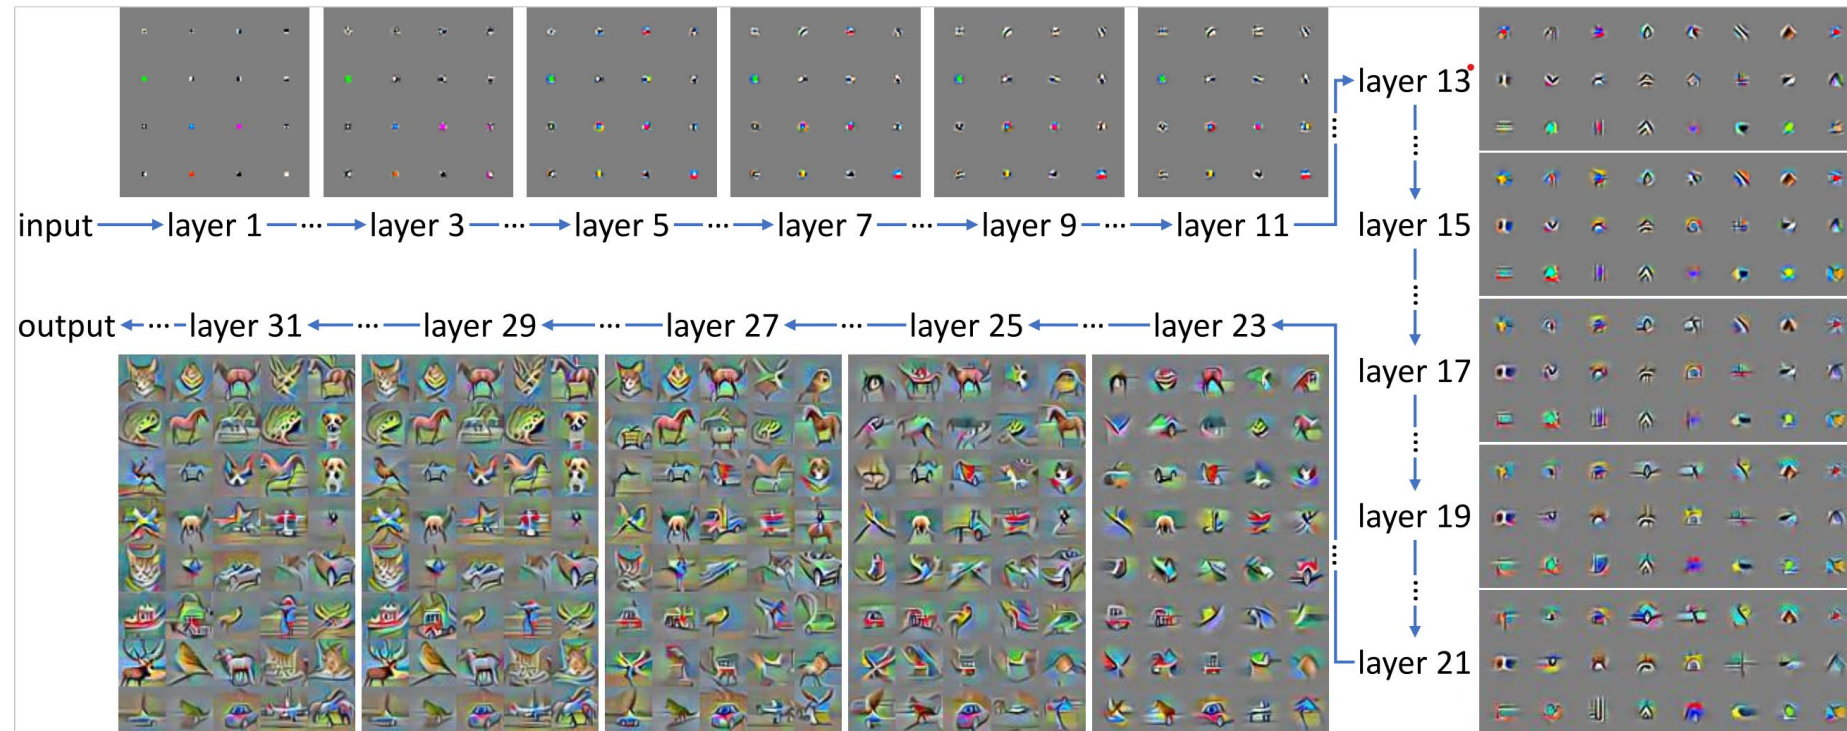 input layer 1 ... layer 3 ... layer 5 ... layer 7 ... layer 9 ... layer 11 ...
layer 13
...
layer 15
...
layer 17
...
layer 19
...
layer 21
...
layer 23 ... layer 25 ... layer 27 ... layer 29 ... layer 31 ... output